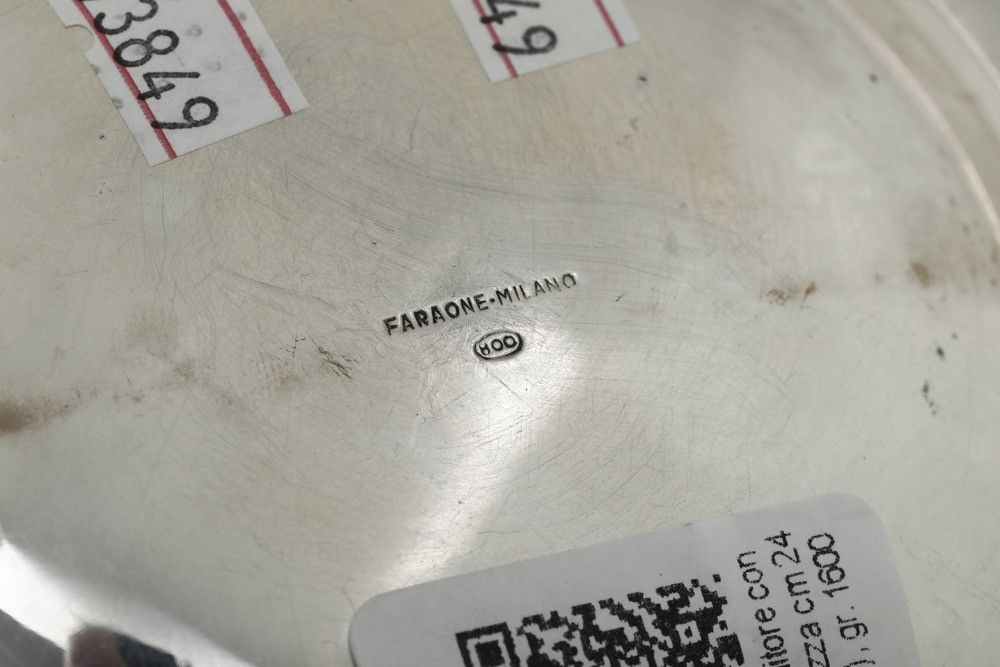 3849
49
FARAONE-MILANO
800
itore con
zza cm 24
), gr. 1600